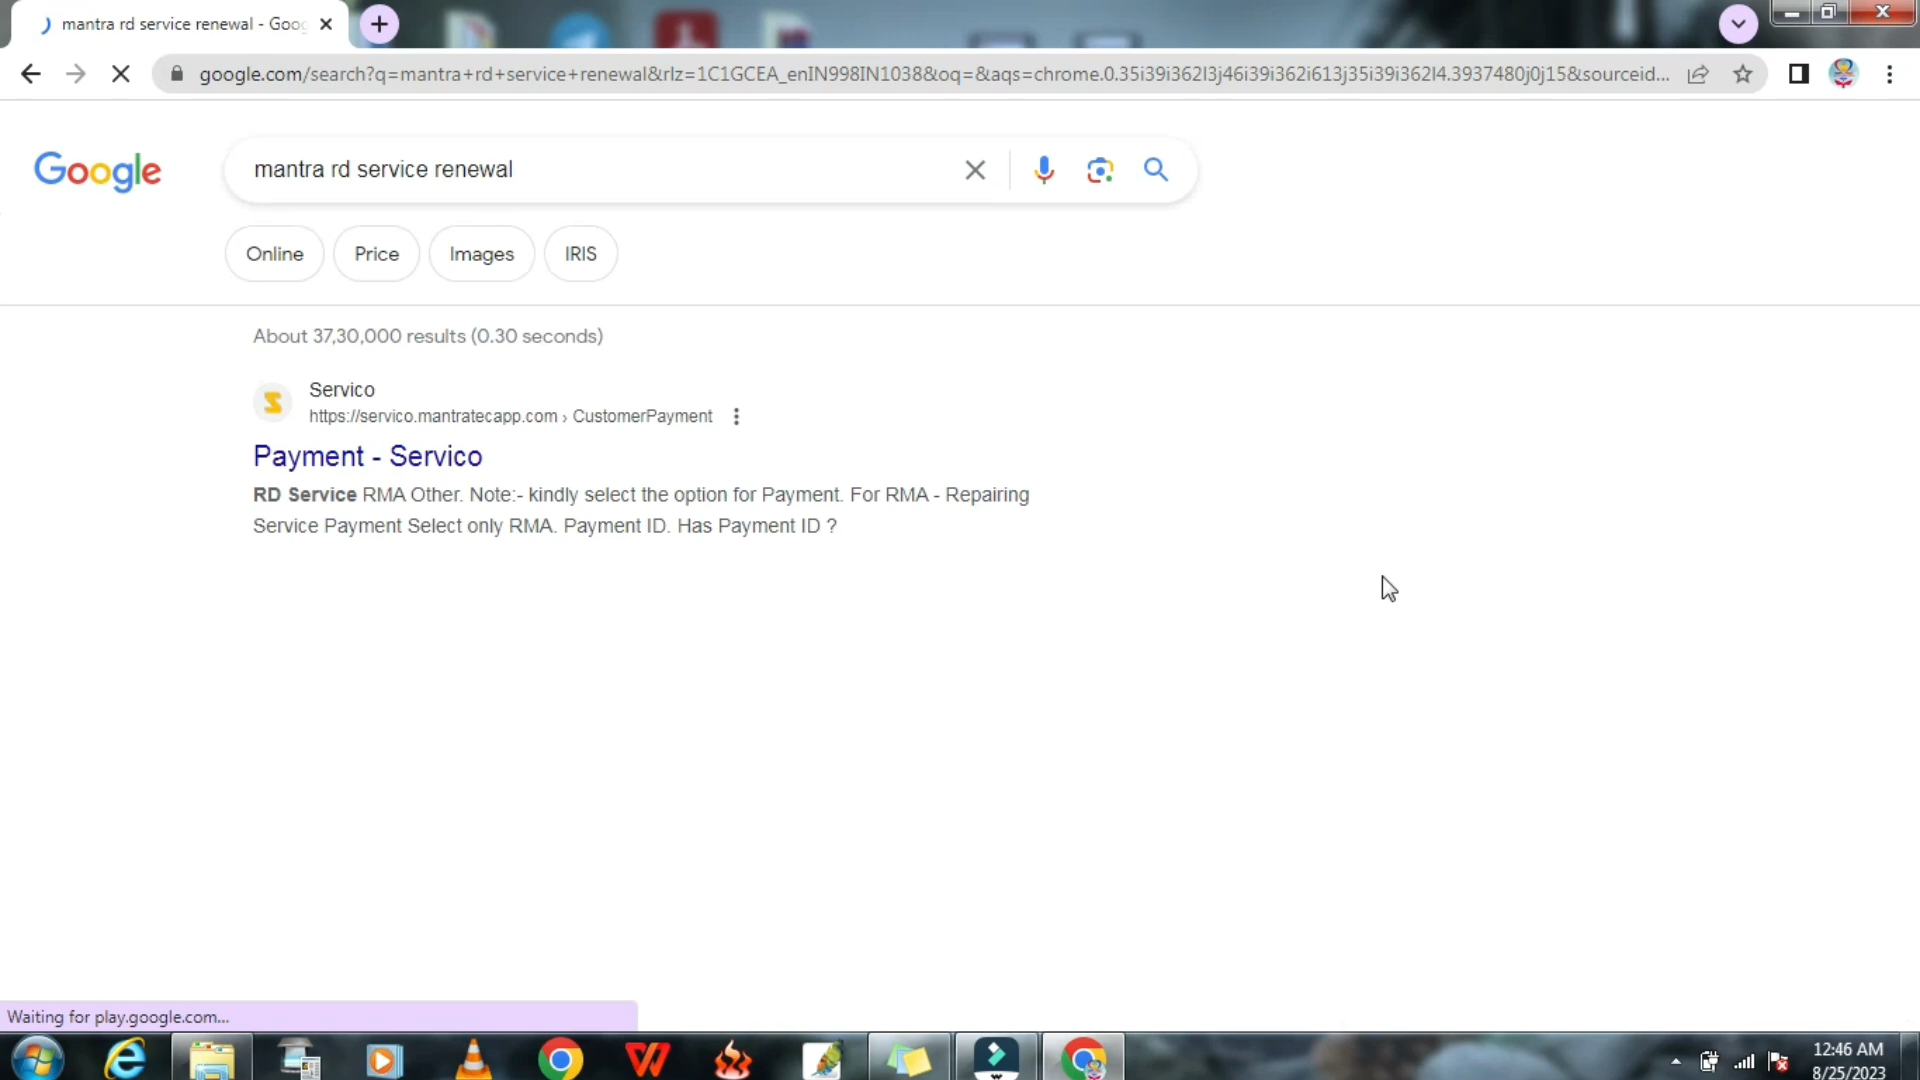 mantra rd service renewal - Goog
google.com/search?q=mantra+rd+service+renewal&rlz=1C1GCEA_enIN998IN1038&oq=&aqs=chrome.0.35i39i362l3j46i39i362i613j35i39i362l4.3937480j0j15&sourceid...
Google
mantra rd service renewal
Online
Price
Images
IRIS
About 37,30,000 results (0.30 seconds)
Servico
https://servico.mantratecapp.com › CustomerPayment
Payment - Servico
RD Service RMA Other. Note:- kindly select the option for Payment. For RMA - Repairing
Service Payment Select only RMA. Payment ID. Has Payment ID ?
Waiting for play.google.com...
12:46 AM
8/25/2023